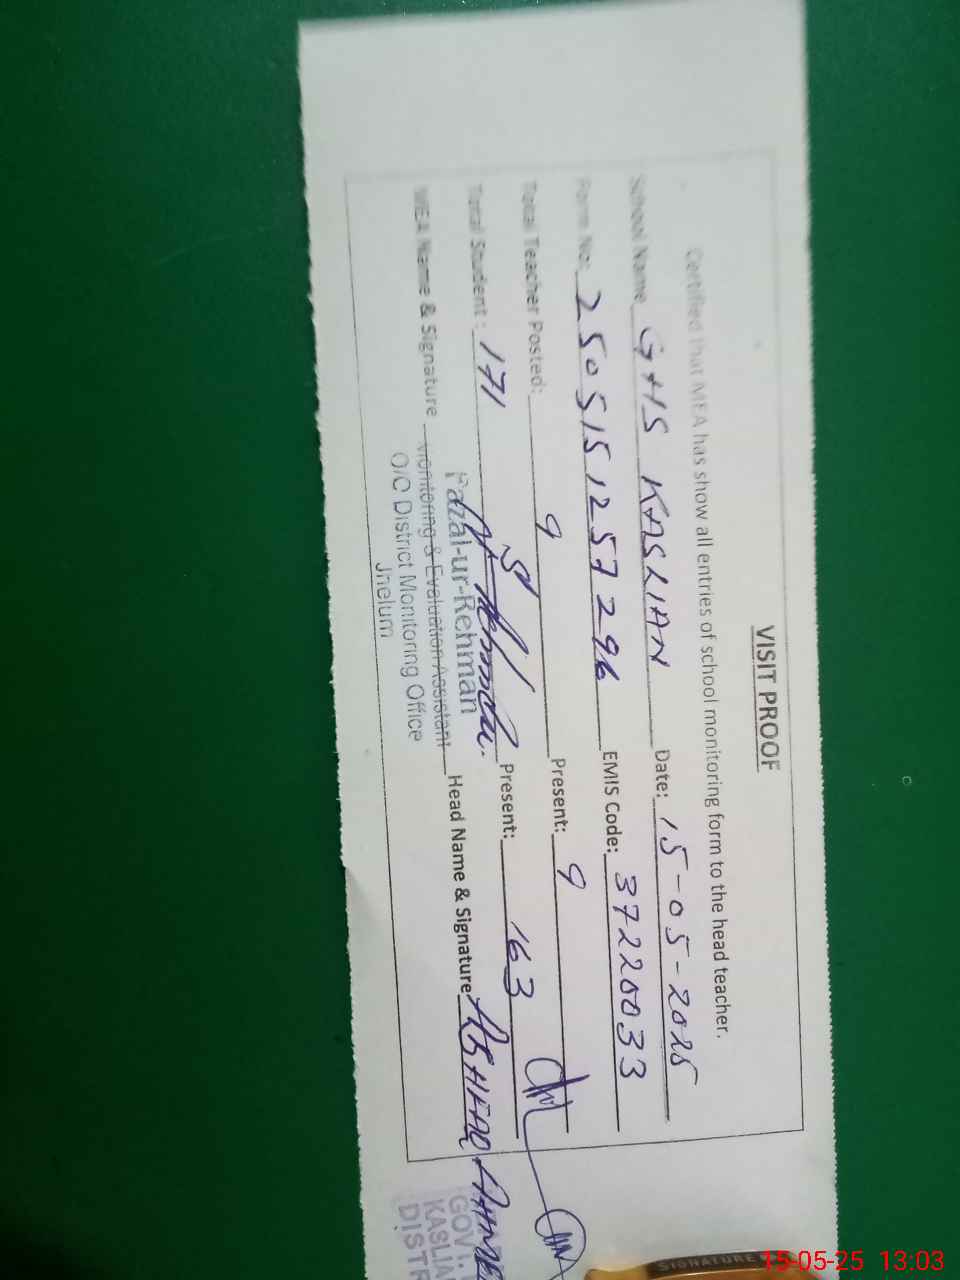 VISIT PROOF
Certified that MEA has show all entries of school monitoring form to the head teacher.
School Name GHS KASLIAN Date: 15-05-2025
Form No: 2505151257296 EMIS Code: 37220033
Total Teacher Posted: 9 Present: 9
Total Student : 171 Present: 163
MEA Name & Signature Head Name & Signature ASHFAQ AHMED
Fazal-ur-Rehman
Monitoring & Evaluation Assistant
O/C District Monitoring Office
Jhelum
GOVT.
KASLIA
DISTR
SIGNATURE
15-05-25 13:03